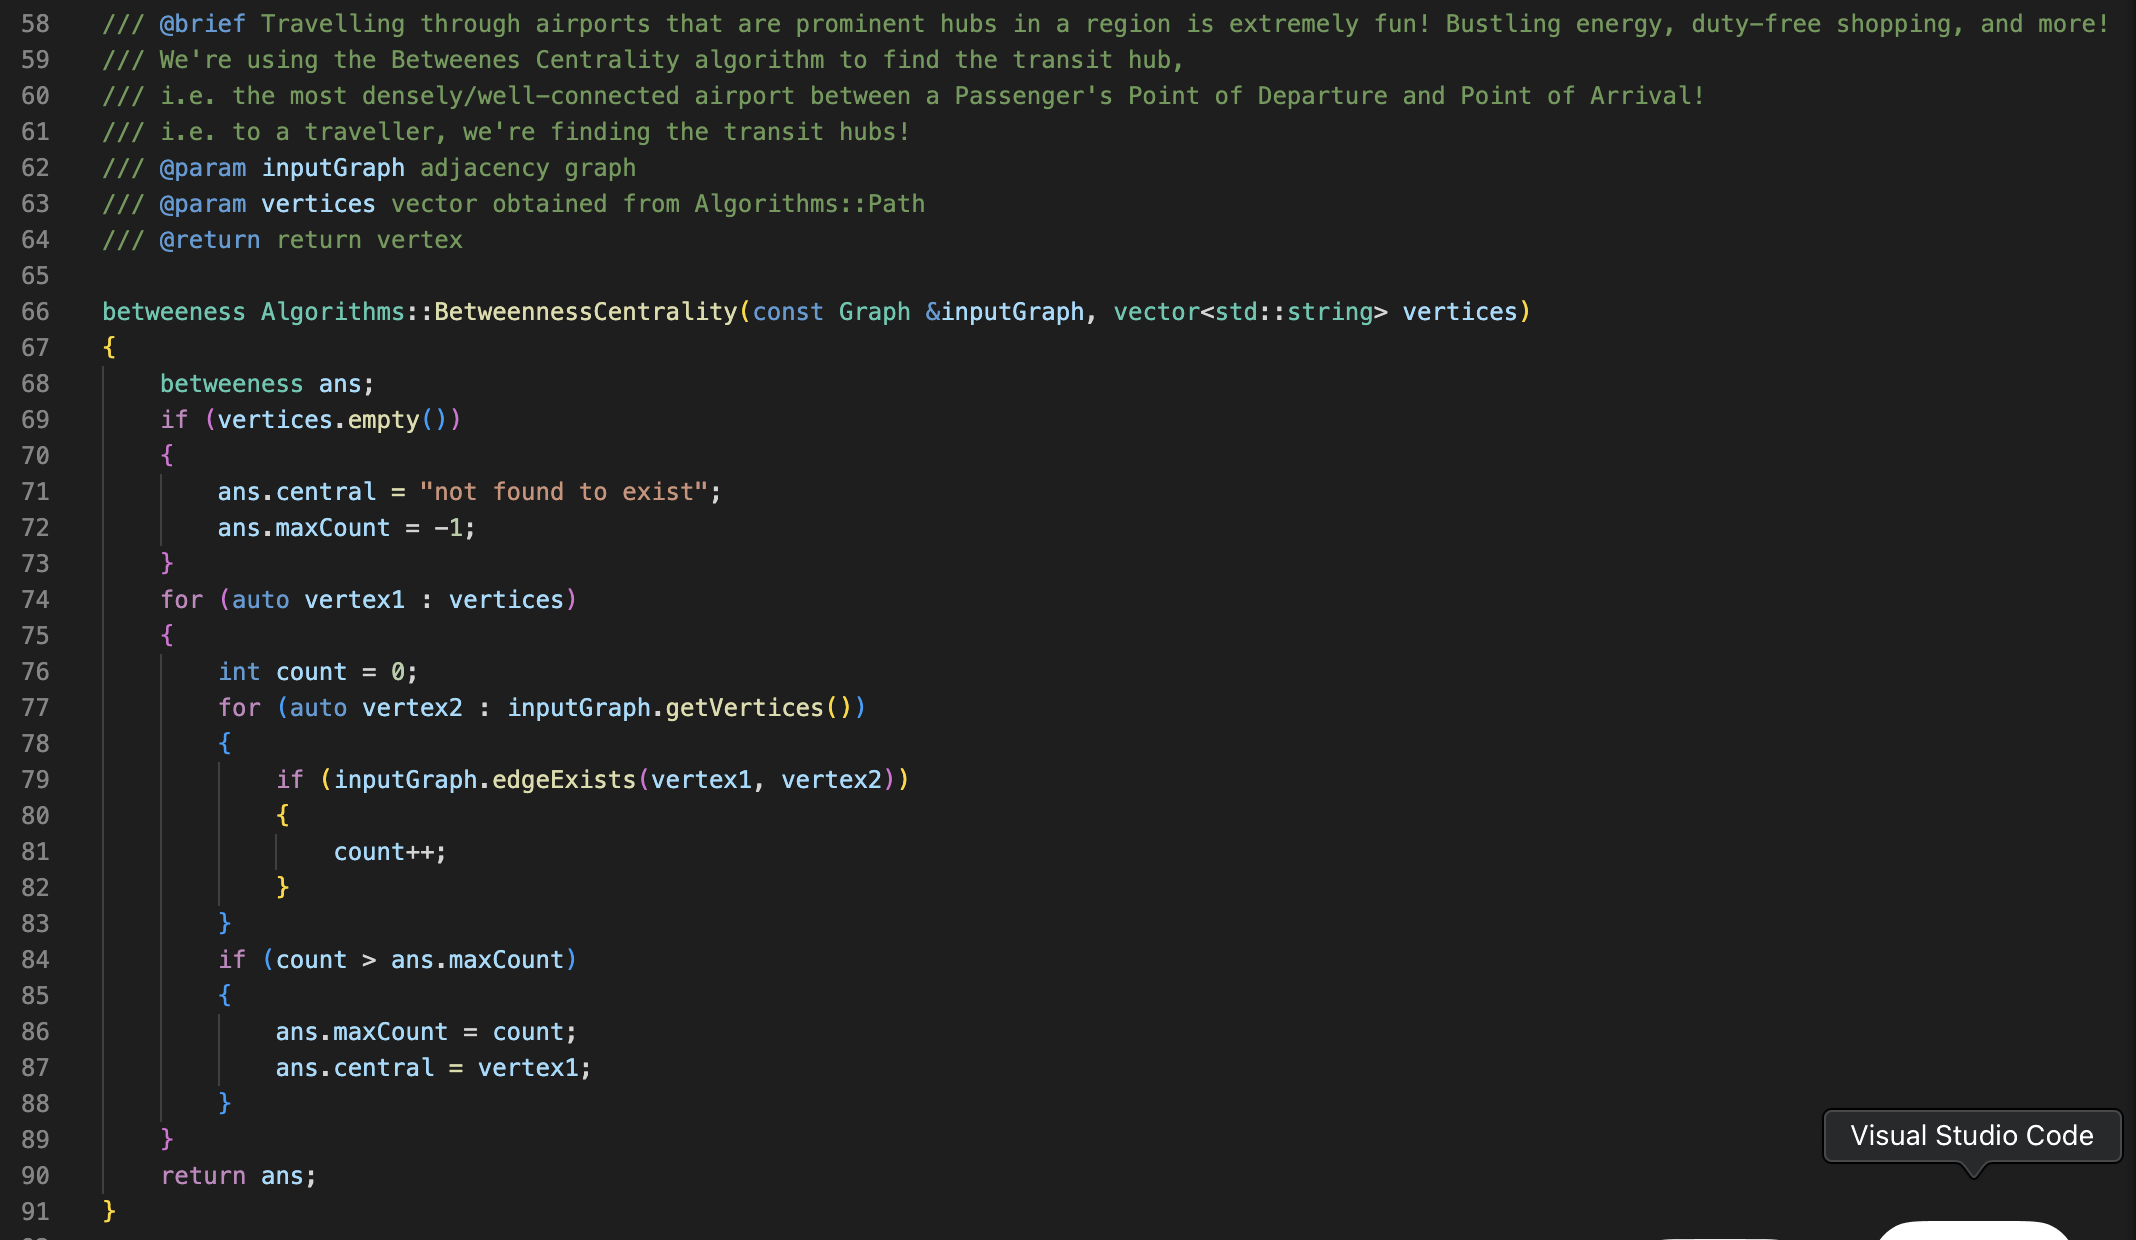 58 /// @brief Travelling through airports that are prominent hubs in a region is extremely fun! Bustling energy, duty-free shopping, and more!
59 /// We're using the Betweenes Centrality algorithm to find the transit hub,
60 /// i.e. the most densely/well-connected airport between a Passenger's Point of Departure and Point of Arrival!
61 /// i.e. to a traveller, we're finding the transit hubs!
62 /// @param inputGraph adjacency graph
63 /// @param vertices vector obtained from Algorithms::Path
64 /// @return return vertex
65
66 betweeness Algorithms::BetweennessCentrality(const Graph &inputGraph, vector<std::string> vertices)
67 {
68     betweeness ans;
69     if (vertices.empty())
70     {
71         ans.central = "not found to exist";
72         ans.maxCount = -1;
73     }
74     for (auto vertex1 : vertices)
75     {
76         int count = 0;
77         for (auto vertex2 : inputGraph.getVertices())
78         {
79             if (inputGraph.edgeExists(vertex1, vertex2))
80             {
81                 count++;
82             }
83         }
84         if (count > ans.maxCount)
85         {
86             ans.maxCount = count;
87             ans.central = vertex1;
88         }
89     }
Visual Studio Code
90     return ans;
91 }